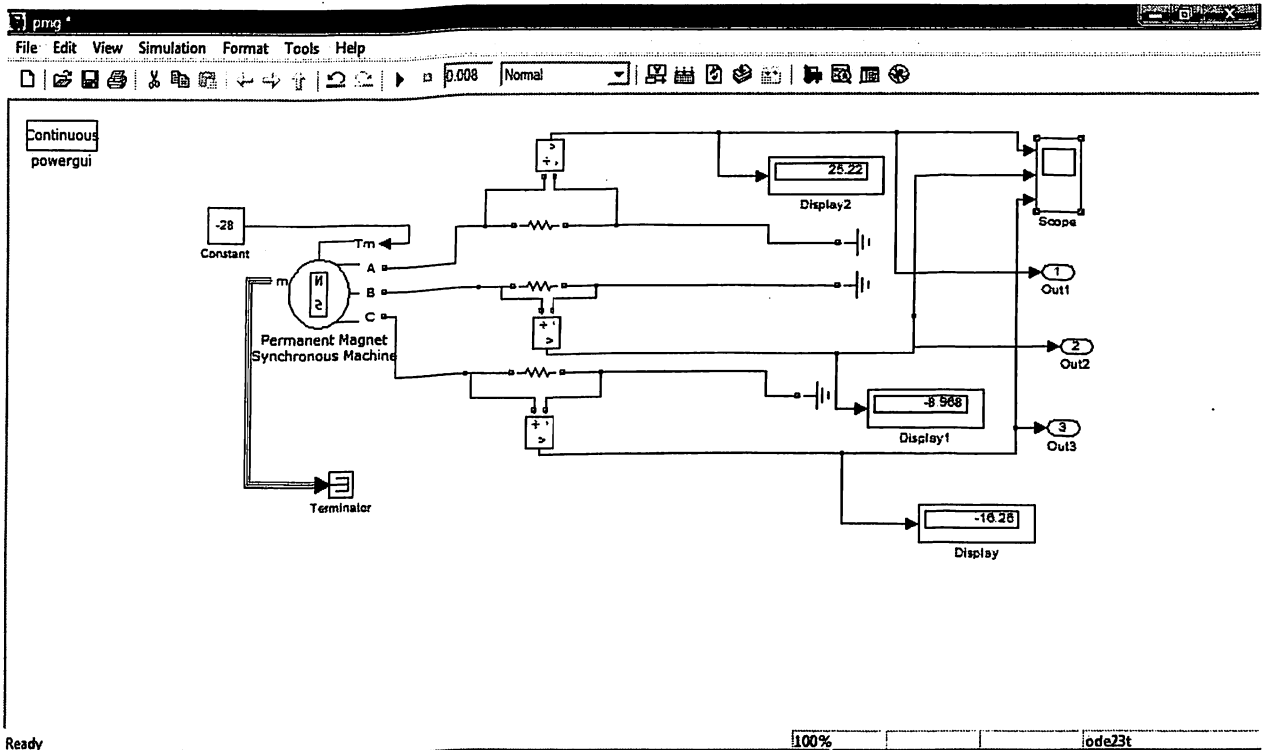 pmg *
File Edit View Simulation Format Tools Help
0.008 Normal
Continuous
powergui
25.22
Display2
Scope
-28
Constant
Tm
A
m
N
B
S
C
Permanent Magnet
Synchronous Machine
1
Out1
2
Out2
-8.968
Display1
3
Out3
Terminator
-16.26
Display
Ready 100% ode23t